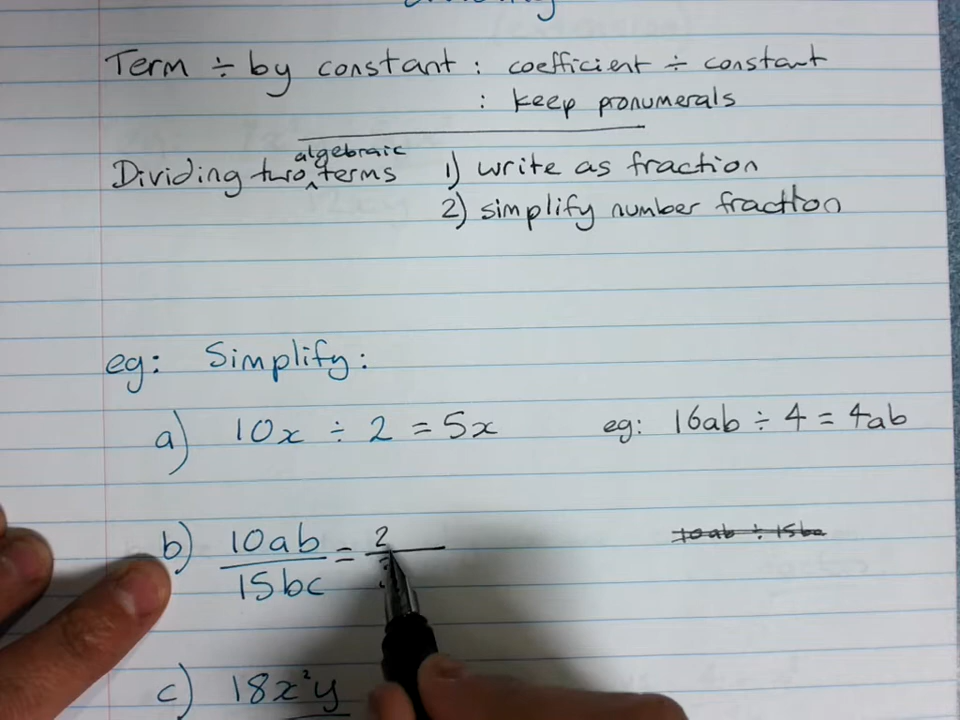 Term ÷ by constant : coefficient ÷ constant
: keep pronumerals
Dividing two algebraic terms 1) write as fraction
2) simplify number fraction
eg: Simplify:
a) 10x ÷ 2 = 5x eg: 16ab ÷ 4 = 4ab
b) 10ab/15bc = 2/ 10ab ÷ 15bc
c) 18x²y